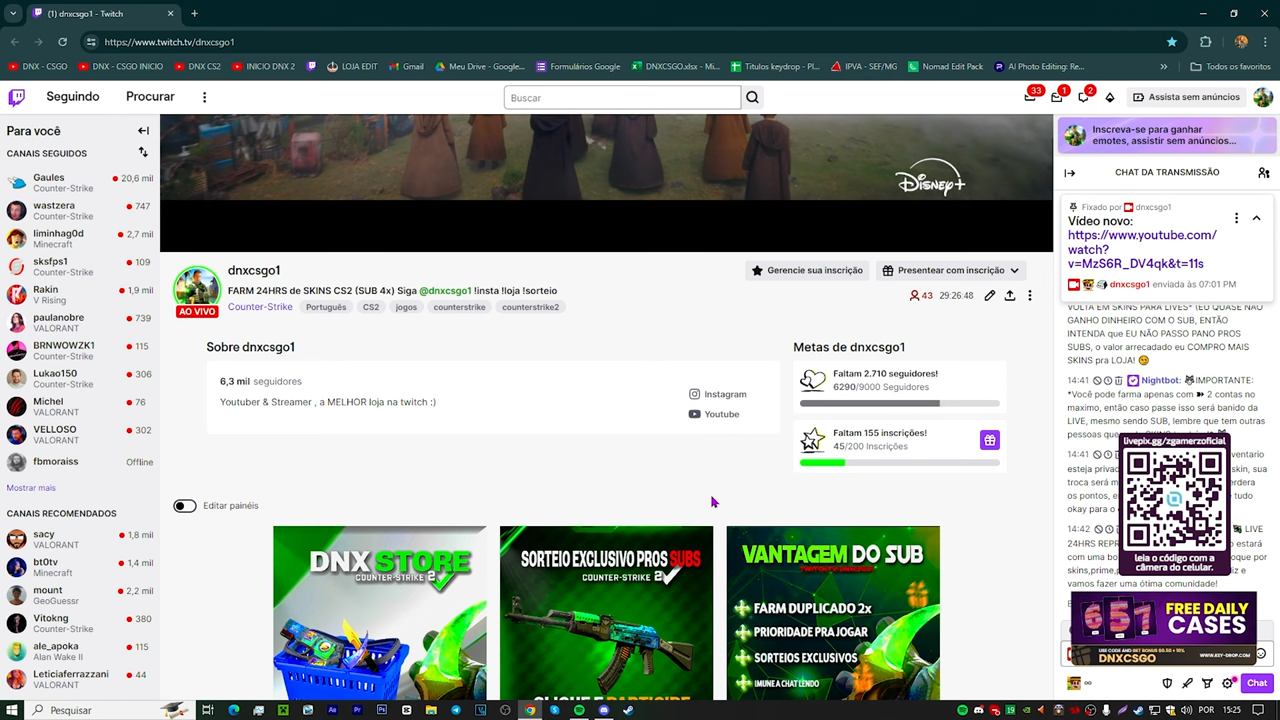 (1) dnxcsgo1 - Twitch
https://www.twitch.tv/dnxcsgo1
DNX - CSGO
DNX - CSGO INICIO
DNX CS2
INICIO DNX 2
LOJA EDIT
Gmail
Meu Drive – Google...
Formulários Google
DNXCSGO.xlsx - Mi...
Titulos keydrop - Pl...
IPVA - SEF/MG
Nomad Edit Pack
AI Photo Editing: Re...
Todos os favoritos
Seguindo
Procurar
Buscar
33
1
2
Assista sem anúncios
Para você
CANAIS SEGUIDOS
Gaules
20,6 mil
Counter-Strike
wastzera
747
Counter-Strike
liminhag0d
2,7 mil
Minecraft
sksfps1
109
Counter-Strike
Rakin
1,9 mil
V Rising
paulanobre
739
VALORANT
BRNWOWZK1
115
VALORANT
Lukao150
306
Counter-Strike
Michel
76
VALORANT
VELLOSO
302
VALORANT
fbmoraiss
Offline
Mostrar mais
CANAIS RECOMENDADOS
sacy
1,8 mil
VALORANT
bt0tv
1,4 mil
Minecraft
mount
2,2 mil
GeoGuessr
Vitokng
380
Counter-Strike
ale_apoka
115
Alan Wake II
Leticiaferrazzani
44
VALORANT
Disney+
AO VIVO
dnxcsgo1
FARM 24HRS de SKINS CS2 (SUB 4x) Siga @dnxcsgo1 !insta !loja !sorteio
Counter-Strike
Português
CS2
jogos
counterstrike
counterstrike2
Gerencie sua inscrição
Presentear com inscrição
43
29:26:48
Sobre dnxcsgo1
6,3 mil seguidores
Youtuber & Streamer , a MELHOR loja na twitch :)
Instagram
Youtube
Metas de dnxcsgo1
Faltam 2.710 seguidores!
6290/9000 Seguidores
Faltam 155 inscrições!
45/200 Inscrições
Editar painéis
DNX STORE
COUNTER-STRIKE 2
SORTEIO EXCLUSIVO PROS SUBS
COUNTER-STRIKE 2
CLIQUE E PARTICIPE
VANTAGEM DO SUB
FARM DUPLICADO 2x
PRIORIDADE PRA JOGAR
SORTEIOS EXCLUSIVOS
IMUNE A CHAT LENDO
Inscreva-se para ganhar
emotes, assistir sem anúncios...
CHAT DA TRANSMISSÃO
Fixado por dnxcsgo1
Vídeo novo:
https://www.youtube.com/
watch?
v=MzS6R_DV4qk&t=11s
dnxcsgo1 enviada às 07:01 PM
VOLTA EM SKINS PARA LIVES* (EU QUASE NAO
GANHO DINHEIRO COM O SUB, ENTÃO
INTENDA que EU NÃO PASSO PANO PROS
SUBS, o valor arrecadado eu COMPRO MAIS
SKINS pra LOJA!
14:41 Nightbot: IMPORTANTE:
*Você pode farma apenas com 2 contas no
maximo, então caso passe isso será banido da
LIVE, mesmo sendo SUB, lembre que tem outras
pessoas
14:41
inventario
esteja
skin, sua
troca será
perdera
os pontos,
tudo
okay para o
14:42
LIVE
24HRS
estará
com uma
por
skins,prime,
e
vamos fazer uma ótima comunidade!
livepix.gg/zgamerzoficial
leia o código com a
câmera do celular.
FREE DAILY
CASES
USE CODE AND GET BONUS $0.50 + 10%
DNXCSGO
WWW.KEY-DROP.COM
Chat
Pesquisar
POR
15:25